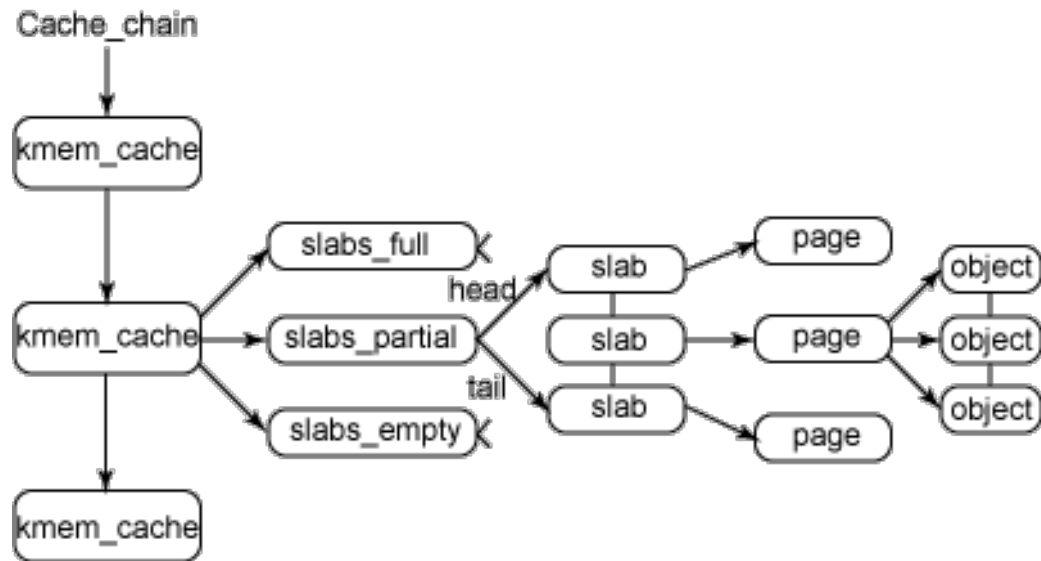 Cache_chain
kmem_cache
slabs_full
page
head
slab
object
kmem_cache
slabs_partial
slab
page
object
tail
slab
object
slabs_empty
page
kmem_cache